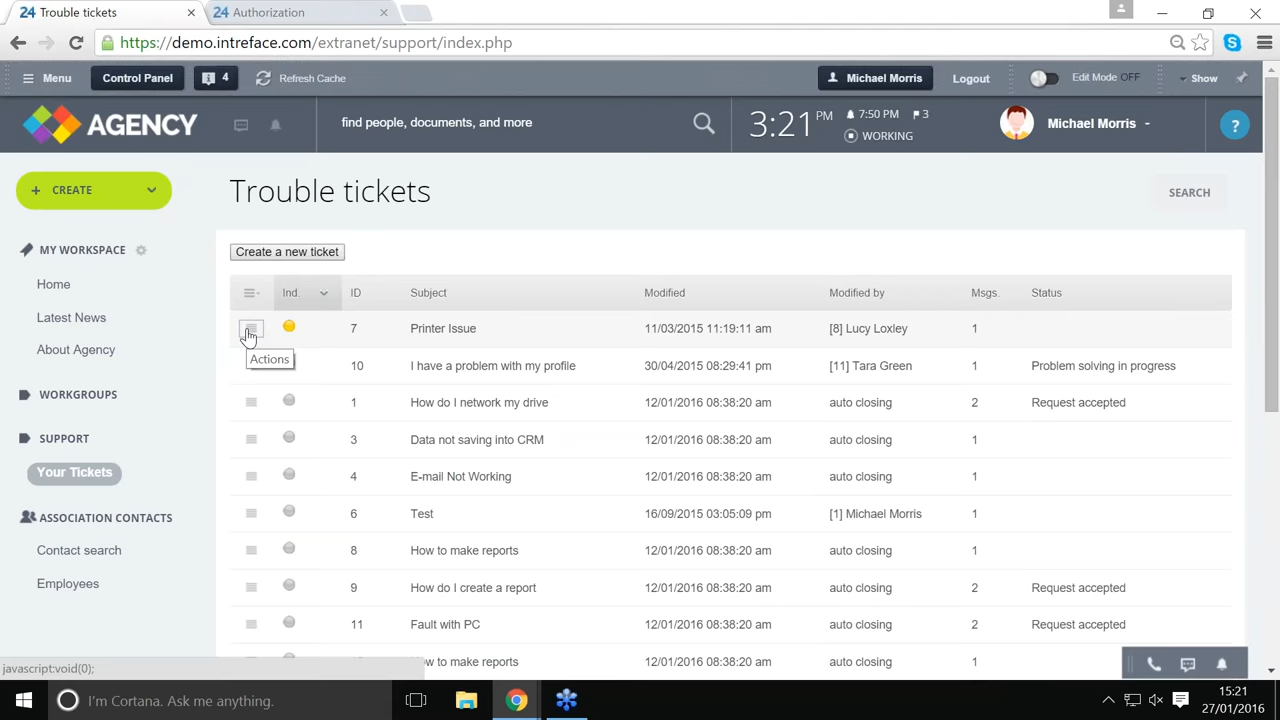 24 Trouble tickets
24 Authorization
https://demo.intreface.com/extranet/support/index.php
Menu Control Panel 4 Refresh Cache Michael Morris Logout Edit Mode OFF Show
AGENCY find people, documents, and more 3:21 PM 7:50 PM 3 Michael Morris ?
WORKING
+ CREATE
Trouble tickets
SEARCH
MY WORKSPACE
Home
Latest News
About Agency
WORKGROUPS
SUPPORT
Your Tickets
ASSOCIATION CONTACTS
Contact search
Employees
Create a new ticket
Ind. ID Subject Modified Modified by Msgs. Status
7 Printer Issue 11/03/2015 11:19:11 am [8] Lucy Loxley 1
Actions
10 I have a problem with my profile 30/04/2015 08:29:41 pm [11] Tara Green 1 Problem solving in progress
1 How do I network my drive 12/01/2016 08:38:20 am auto closing 2 Request accepted
3 Data not saving into CRM 12/01/2016 08:38:20 am auto closing 1
4 E-mail Not Working 12/01/2016 08:38:20 am auto closing 1
6 Test 16/09/2015 03:05:09 pm [1] Michael Morris 1
8 How to make reports 12/01/2016 08:38:20 am auto closing 1
9 How do I create a report 12/01/2016 08:38:20 am auto closing 2 Request accepted
11 Fault with PC 12/01/2016 08:38:20 am auto closing 2 Request accepted
to make reports 12/01/2016 08:38:20 am auto closing 1
javascript:void(0);
I'm Cortana. Ask me anything.
15:21
27/01/2016